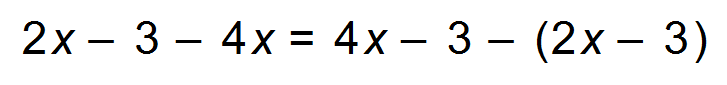 2x – 3 – 4x = 4x – 3 – (2x – 3)